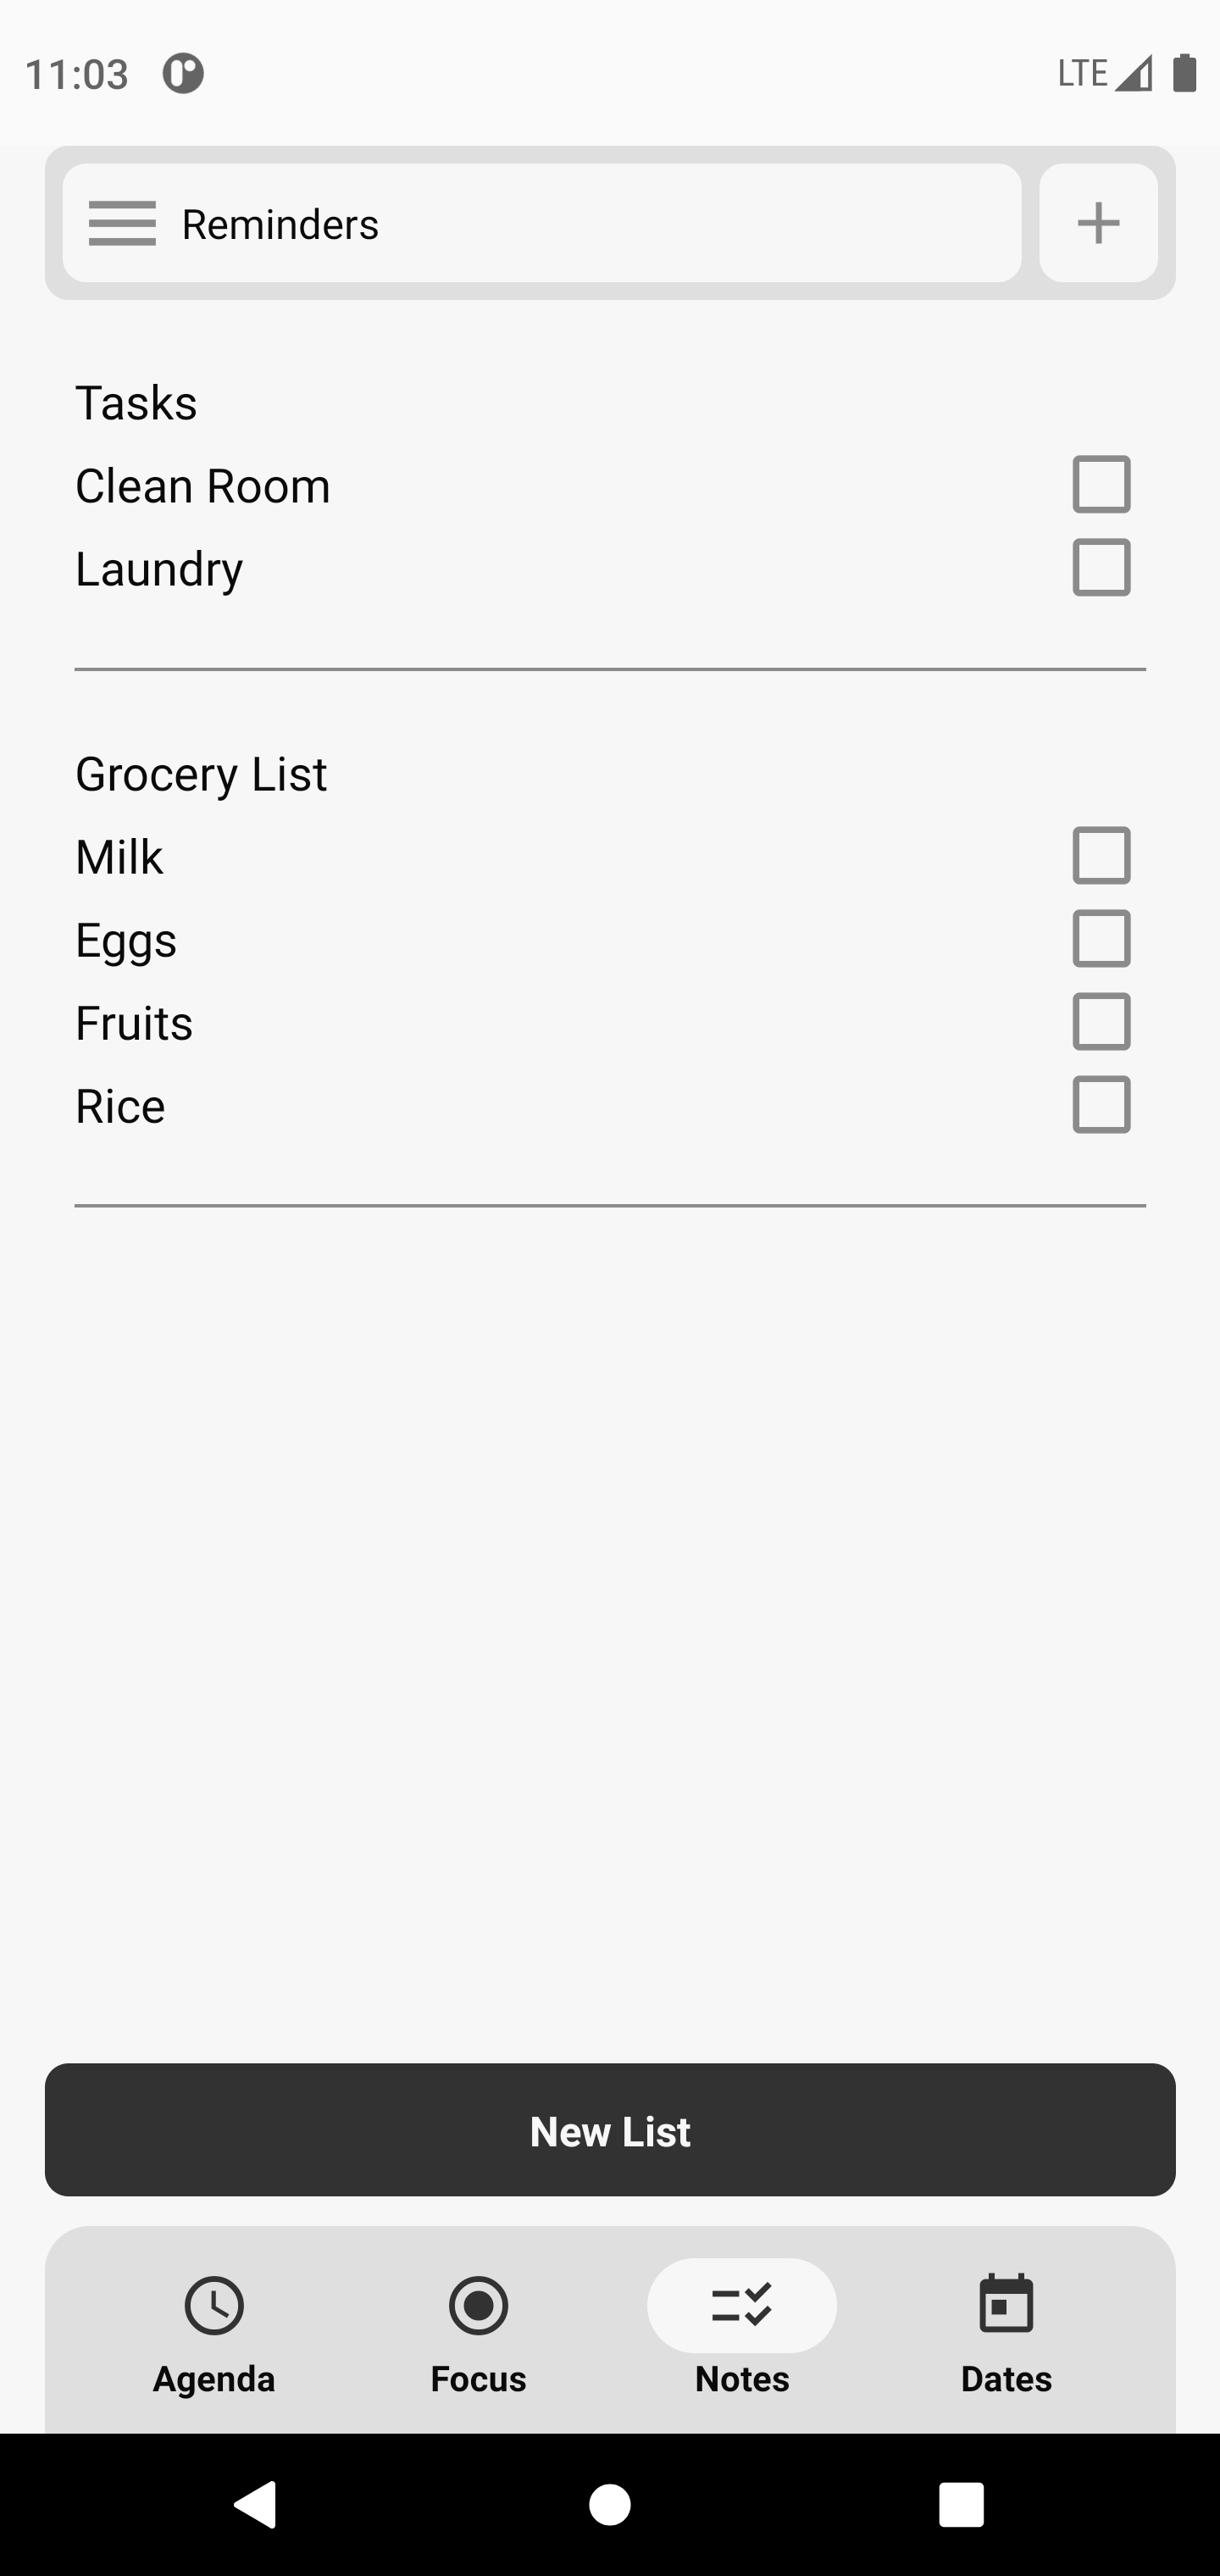 11:03 LTE
Reminders
Tasks
Clean Room
Laundry
Grocery List
Milk
Eggs
Fruits
Rice
New List
Agenda Focus Notes Dates